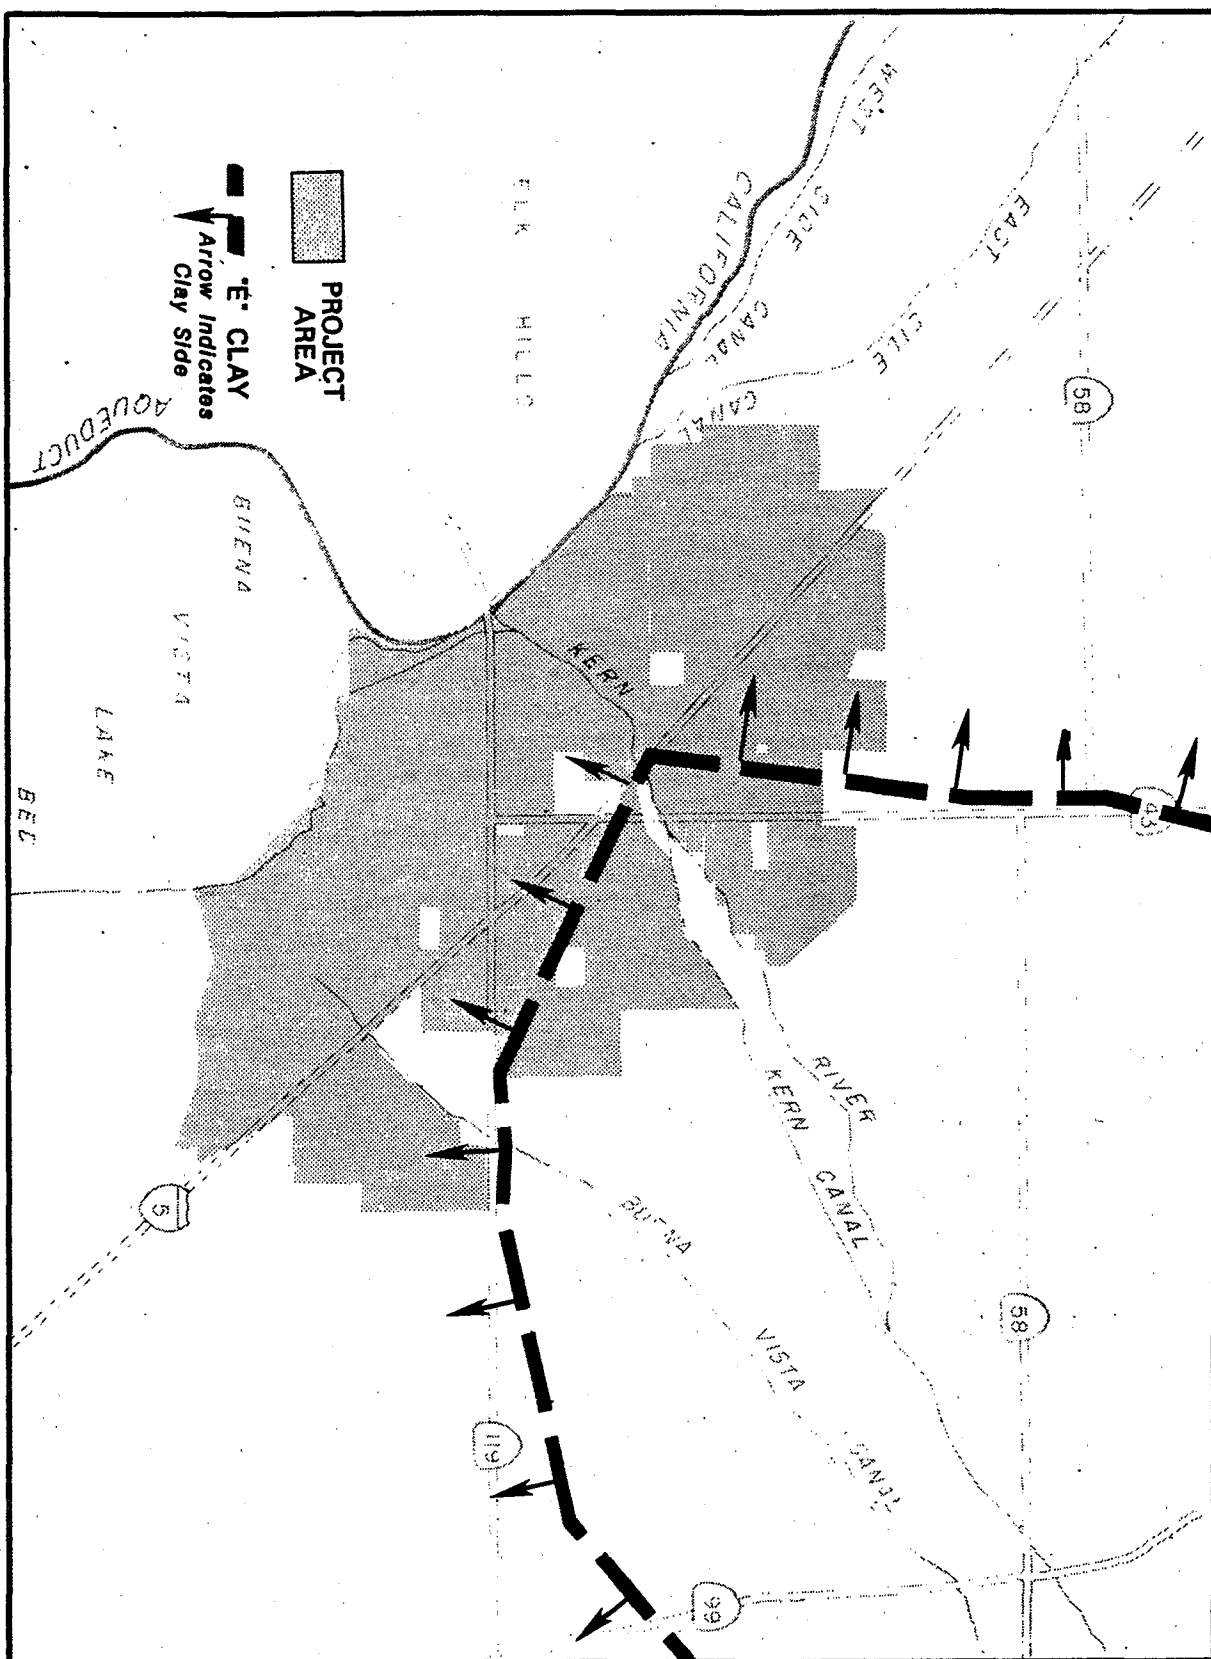 PROJECT
AREA
"E" CLAY
Arrow Indicates
Clay Side
WEST
SIDE
CANAL
EAST
SIDE
CANAL
CALIFORNIA
AQUEDUCT
ELK HILLS
BUENA
VISTA
LAKE
BED
KERN
RIVER
KERN
CANAL
BUENA
VISTA
CANAL
58
43
58
5
119
99